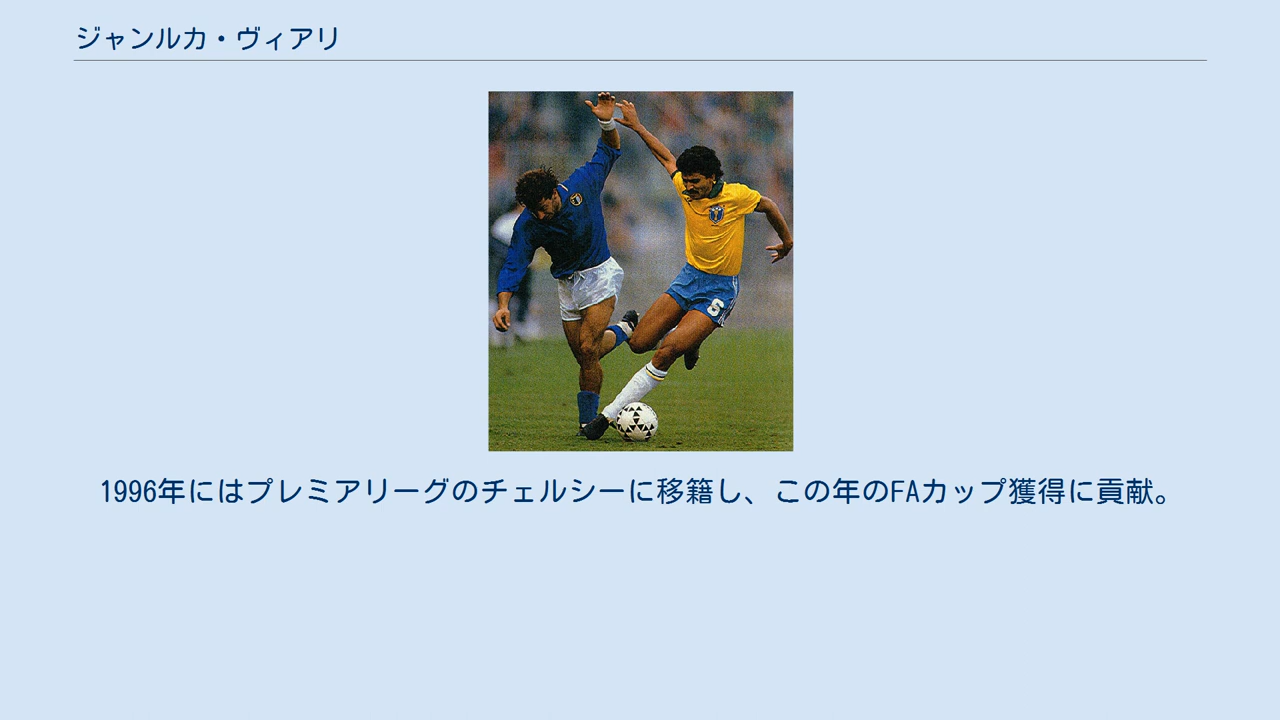 ジャンルカ・ヴィアリ
5
1996年にはプレミアリーグのチェルシーに移籍し、この年のFAカップ獲得に貢献。